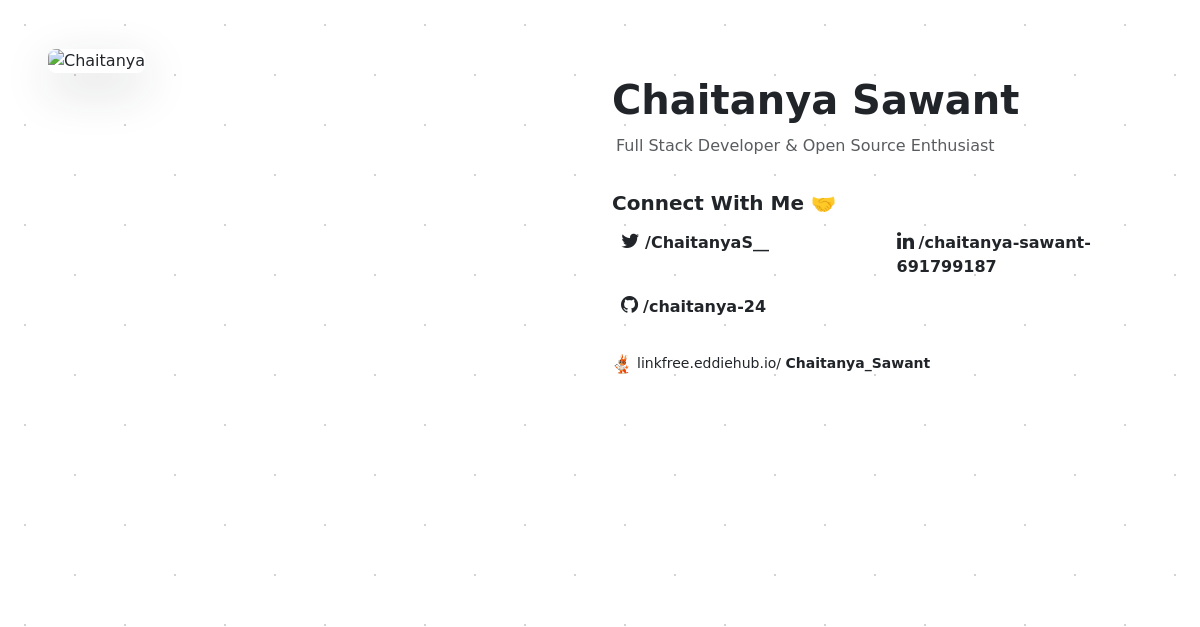 Chaitanya
Chaitanya Sawant
Full Stack Developer & Open Source Enthusiast
Connect With Me 🤝
/ChaitanyaS__
/chaitanya-sawant-
691799187
/chaitanya-24
linkfree.eddiehub.io/ Chaitanya_Sawant